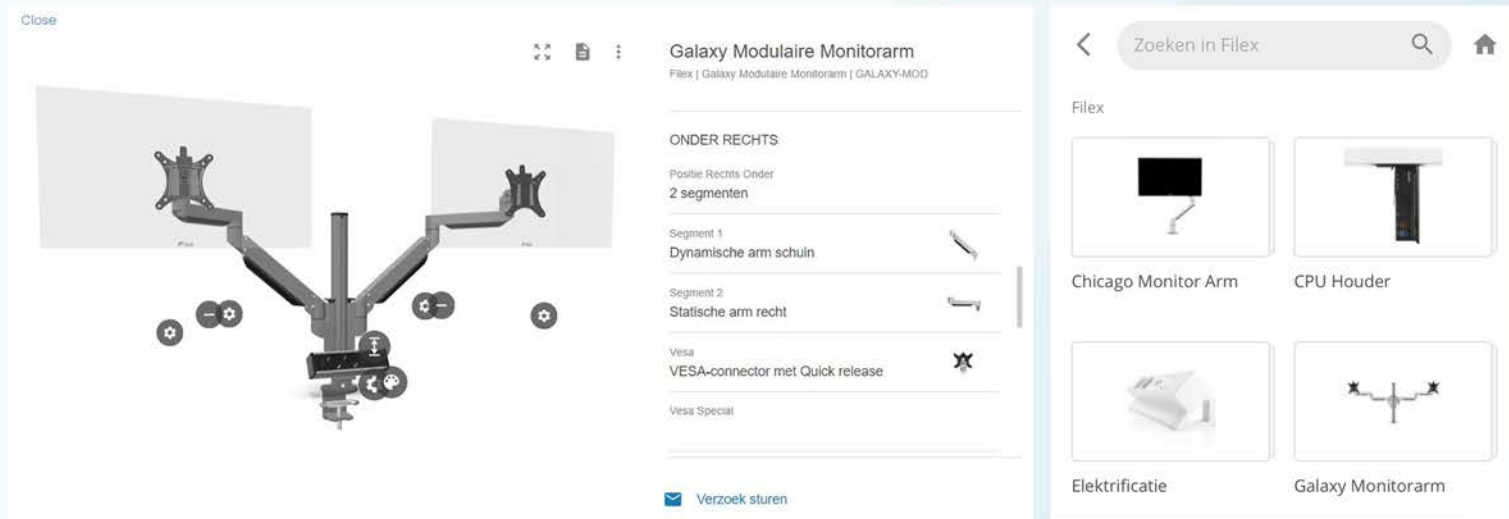 Close
Galaxy Modulaire Monitorarm
Filex | Galaxy Modulaire Monitorarm | GALAXY-MOD
ONDER RECHTS
Positie Rechts Onder
2 segmenten
Segment 1
Dynamische arm schuin
Segment 2
Statische arm recht
Vesa
VESA-connector met Quick release
Vesa Special
Verzoek sturen
Zoeken in Filex
Filex
Chicago Monitor Arm
CPU Houder
Elektrificatie
Galaxy Monitorarm